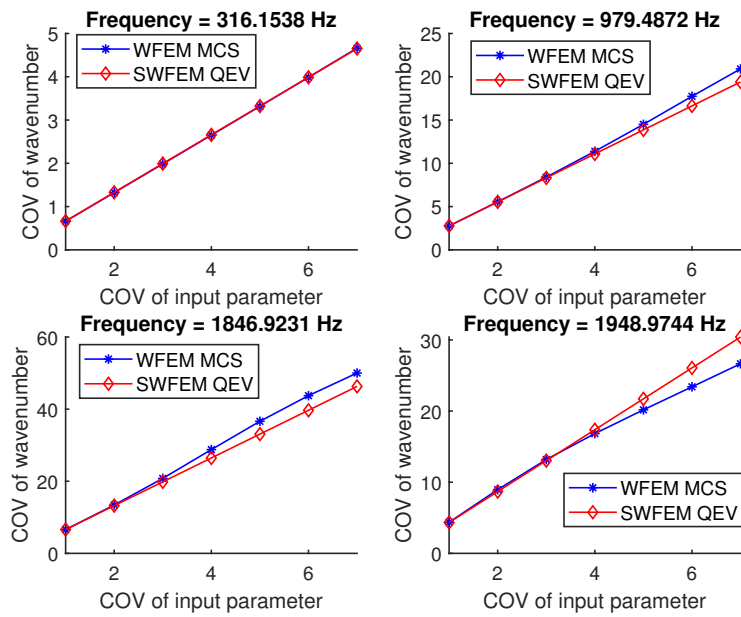 Frequency = 316.1538 Hz
5
4
3
2
1
0
COV of wavenumber
WFEM MCS
SWFEM QEV
2
4
6
COV of input parameter
Frequency = 979.4872 Hz
25
20
15
10
5
0
COV of wavenumber
WFEM MCS
SWFEM QEV
2
4
6
COV of input parameter
Frequency = 1846.9231 Hz
60
40
20
0
COV of wavenumber
WFEM MCS
SWFEM QEV
2
4
6
COV of input parameter
Frequency = 1948.9744 Hz
30
20
10
0
COV of wavenumber
WFEM MCS
SWFEM QEV
2
4
6
COV of input parameter